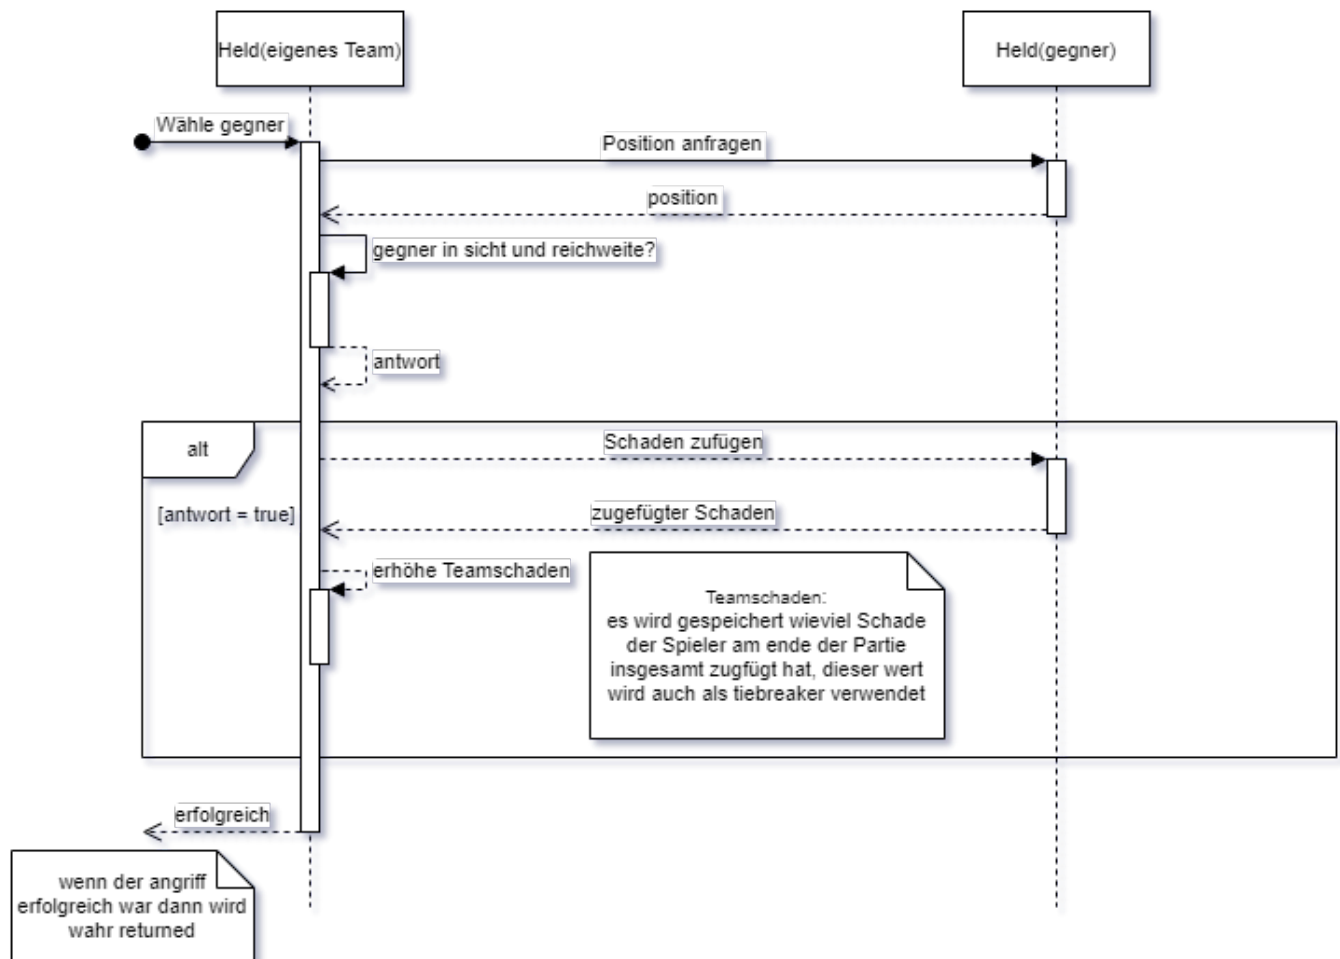 Held(eigenes Team)
Held(gegner)
Wähle gegner
Position anfragen
position
gegner in sicht und reichweite?
antwort
alt
Schaden zufügen
[antwort = true]
zugefügter Schaden
erhöhe Teamschaden
Teamschaden:
es wird gespeichert wieviel Schade
der Spieler am ende der Partie
insgesamt zugfügt hat, dieser wert
wird auch als tiebreaker verwendet
erfolgreich
wenn der angriff
erfolgreich war dann wird
wahr returned